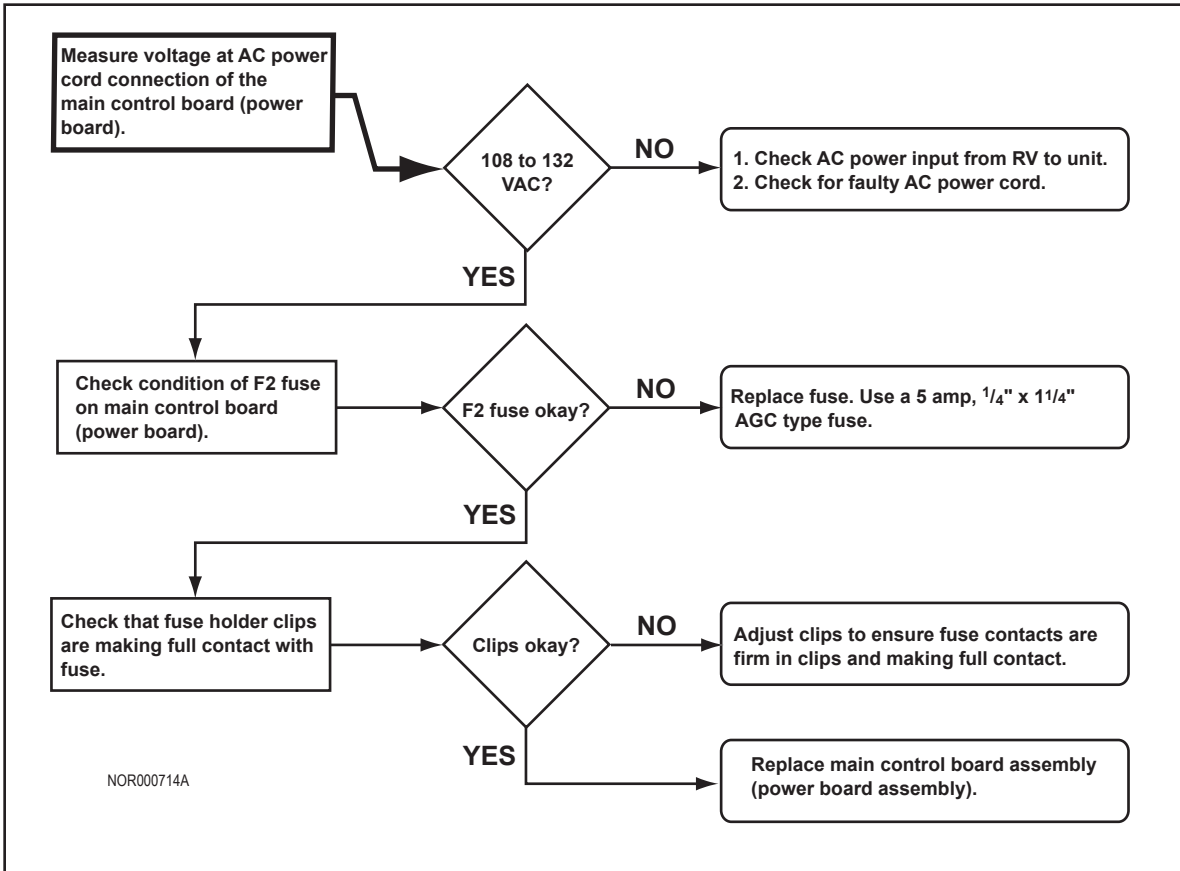 Measure voltage at AC power
cord connection of the
main control board (power
board).
108 to 132
VAC?
NO
1. Check AC power input from RV to unit.
2. Check for faulty AC power cord.
YES
Check condition of F2 fuse
on main control board
(power board).
F2 fuse okay?
NO
Replace fuse. Use a 5 amp, 1/4" x 11/4"
AGC type fuse.
YES
Check that fuse holder clips
are making full contact with
fuse.
Clips okay?
NO
Adjust clips to ensure fuse contacts are
firm in clips and making full contact.
YES
Replace main control board assembly
(power board assembly).
NOR000714A